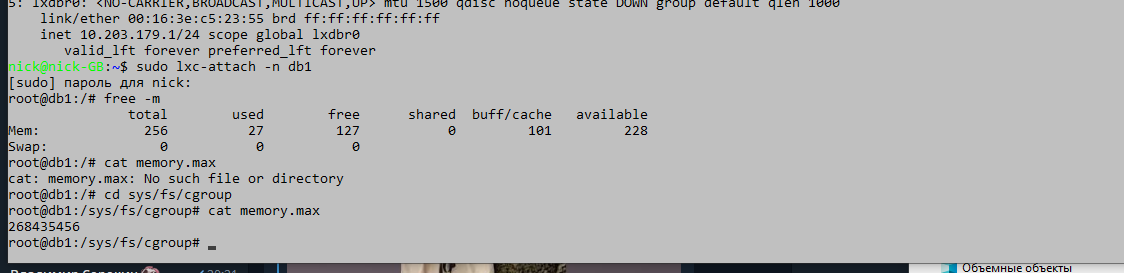 5: lxdbr0: <NO-CARRIER,BROADCAST,MULTICAST,UP> mtu 1500 qdisc noqueue state DOWN group default qlen 1000
    link/ether 00:16:3e:c5:23:55 brd ff:ff:ff:ff:ff:ff
    inet 10.203.179.1/24 scope global lxdbr0
       valid_lft forever preferred_lft forever
nick@nick-GB:~$ sudo lxc-attach -n db1
[sudo] пароль для nick:
root@db1:/# free -m
               total        used        free      shared  buff/cache   available
Mem:             256          27         127           0         101         228
Swap:              0           0           0
root@db1:/# cat memory.max
cat: memory.max: No such file or directory
root@db1:/# cd sys/fs/cgroup
root@db1:/sys/fs/cgroup# cat memory.max
268435456
root@db1:/sys/fs/cgroup#
Объемные объекты